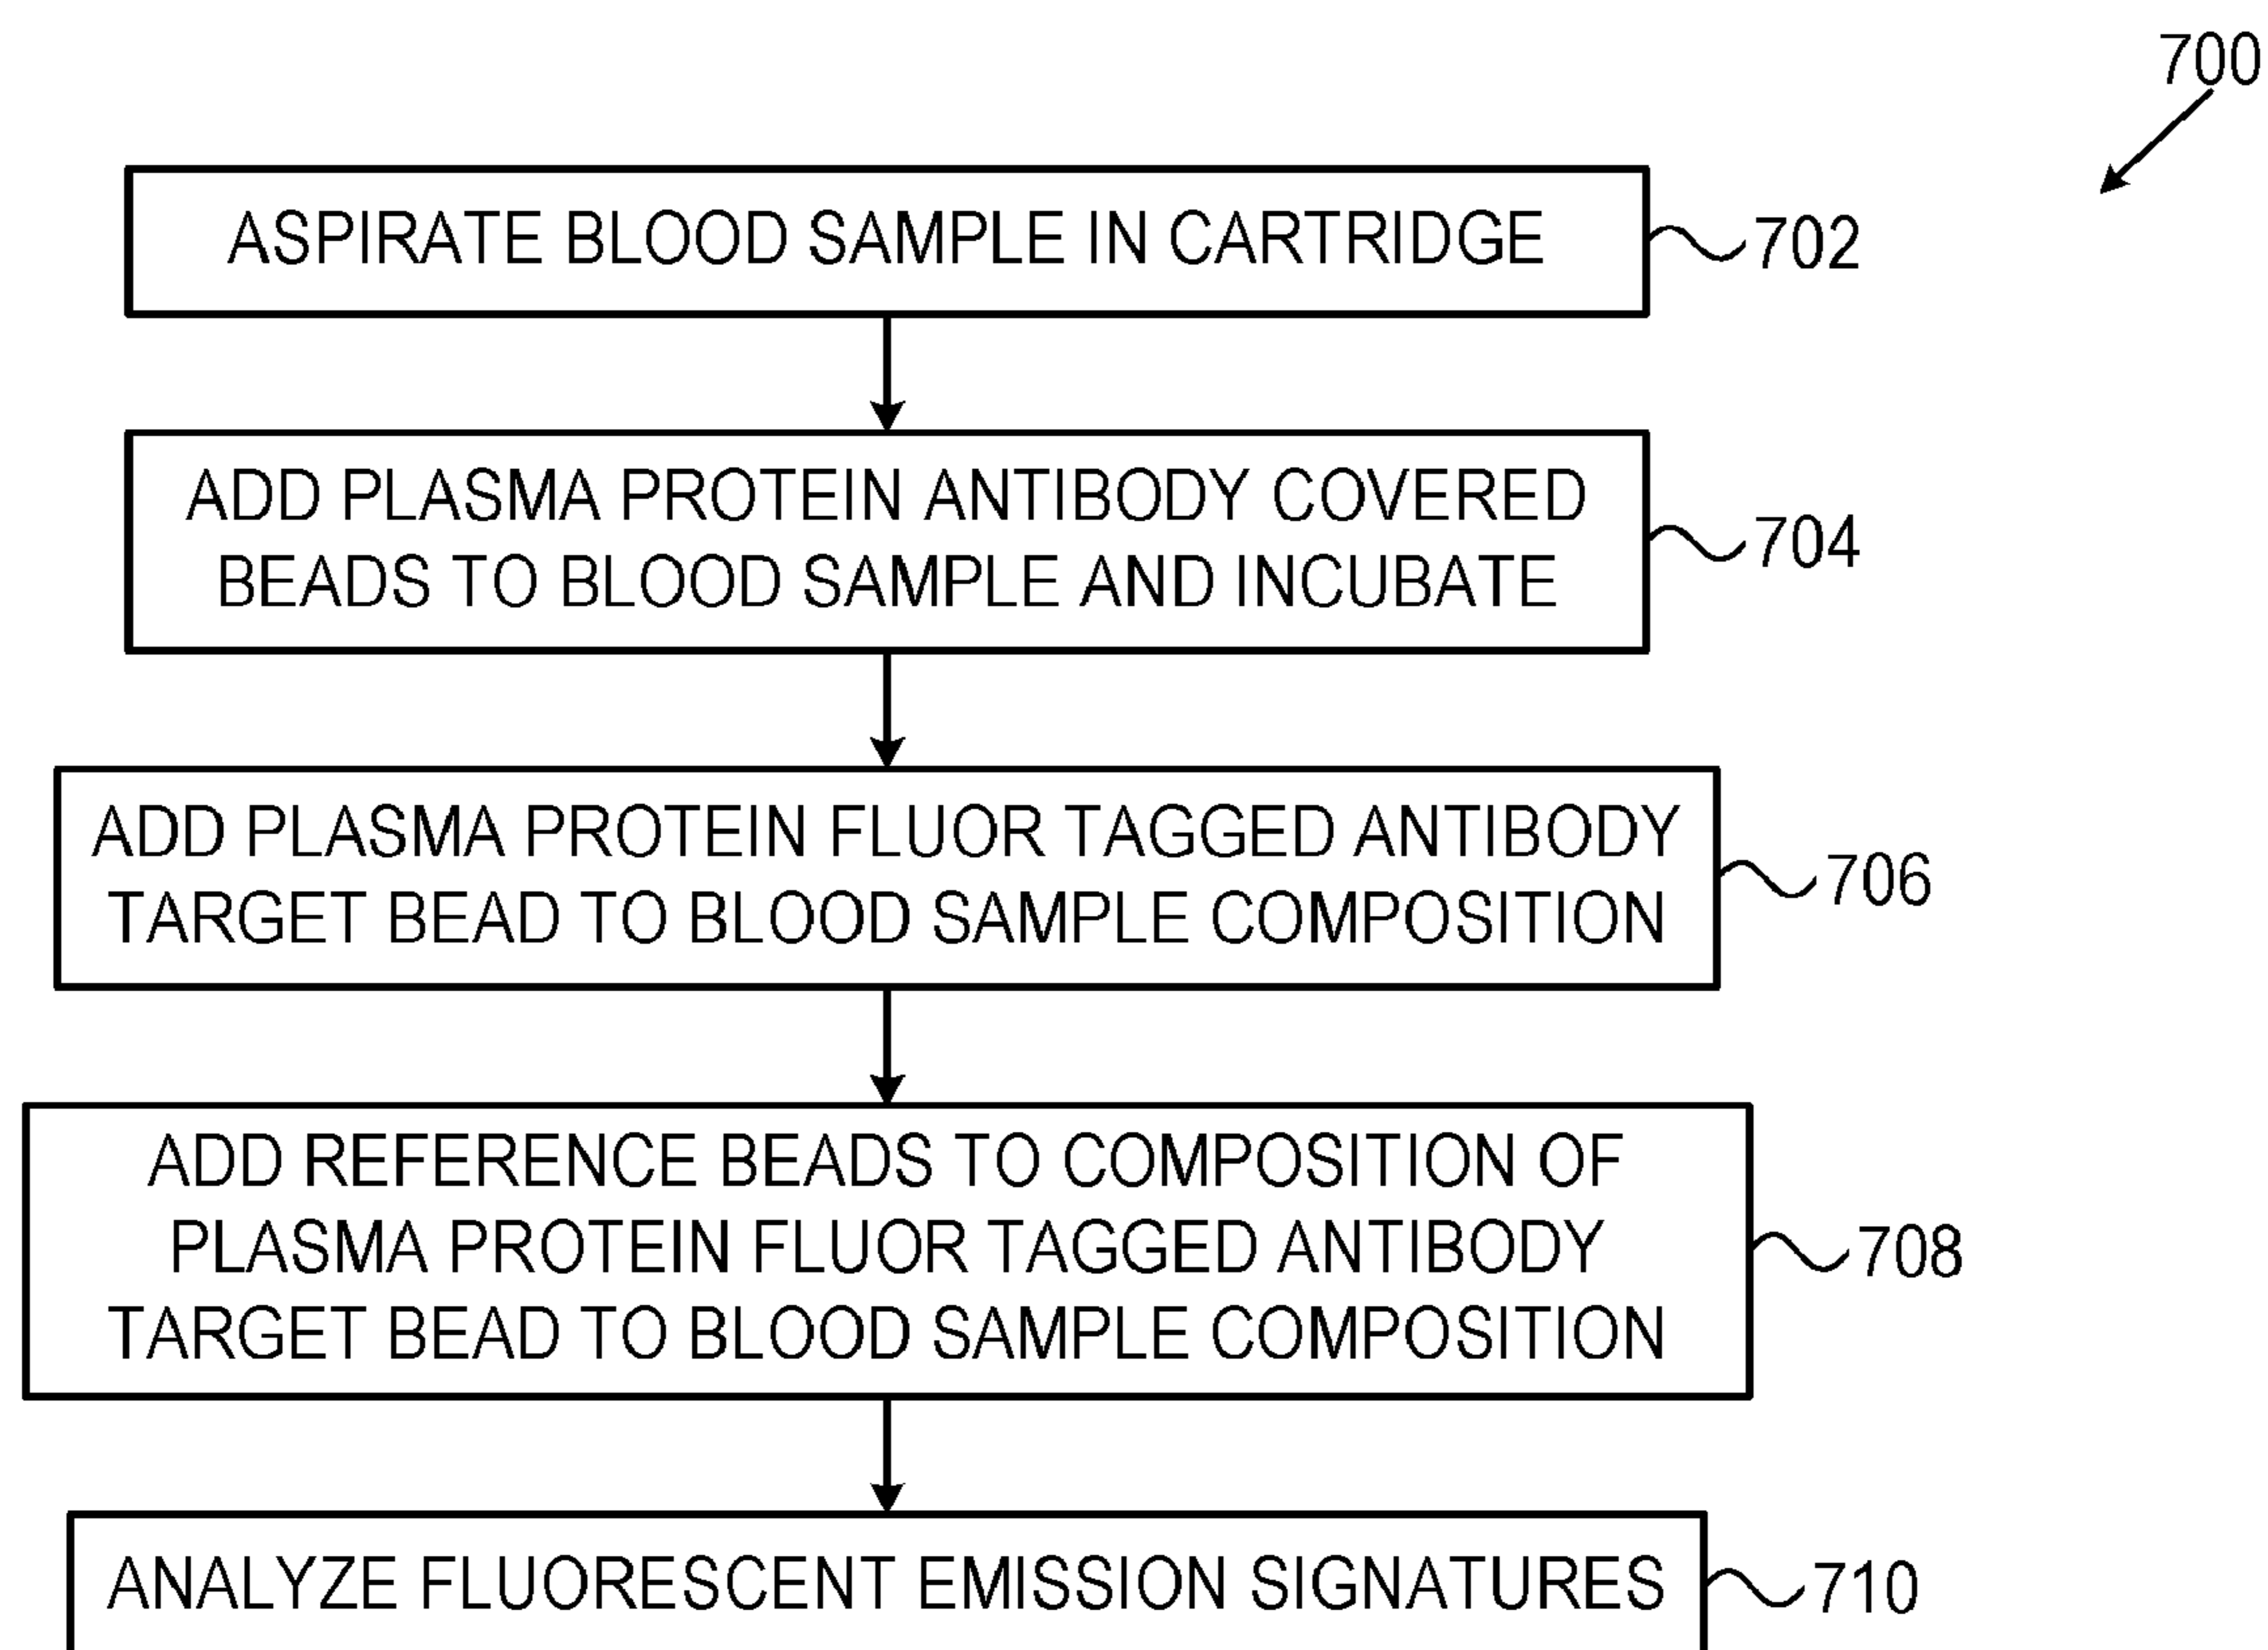 700
ASPIRATE BLOOD SAMPLE IN CARTRIDGE
702
ADD PLASMA PROTEIN ANTIBODY COVERED
BEADS TO BLOOD SAMPLE AND INCUBATE
704
ADD PLASMA PROTEIN FLUOR TAGGED ANTIBODY
TARGET BEAD TO BLOOD SAMPLE COMPOSITION
706
ADD REFERENCE BEADS TO COMPOSITION OF
PLASMA PROTEIN FLUOR TAGGED ANTIBODY
TARGET BEAD TO BLOOD SAMPLE COMPOSITION
708
ANALYZE FLUORESCENT EMISSION SIGNATURES
710